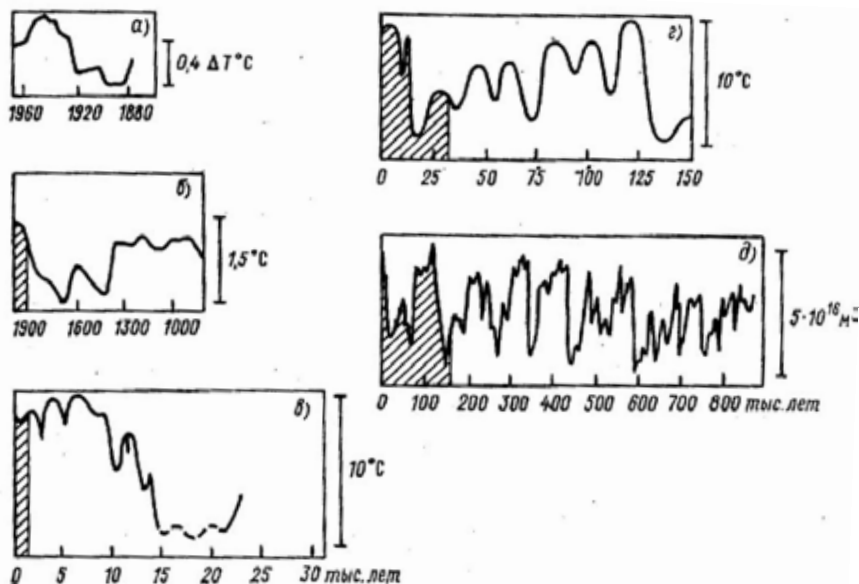 а)
0,4 ΔT°C
1960 1920 1880
б)
1,5°C
1900 1600 1300 1000
в)
10°C
0 5 10 15 20 25 30 тыс. лет
г)
10°C
0 25 50 75 100 125 150
д)
5·10¹⁶ м³
0 100 200 300 400 500 600 700 800 тыс. лет